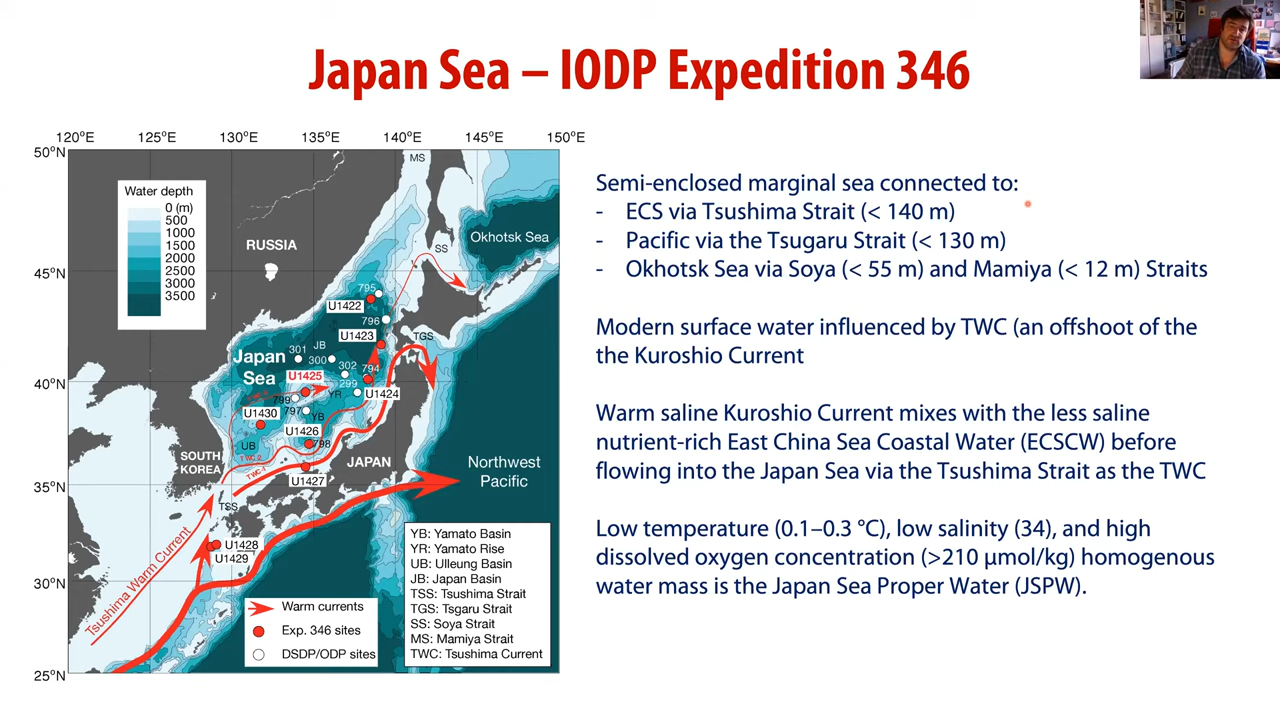 Japan Sea – IODP Expedition 346
120°E
125°E
130°E
135°E
140°E
145°E
150°E
50°N
45°N
40°N
35°N
30°N
25°N
Water depth
0 (m)
500
1000
1500
2000
2500
3000
3500
MS
RUSSIA
SS
Okhotsk Sea
795
U1422
796
U1423
TGS
301
JB
300
302
794
Japan
Sea
U1425
299
YR
U1424
799
797
YB
U1430
U1426
798
UB
TWC-2
TWC-1
SOUTH
KOREA
JAPAN
U1427
Northwest
Pacific
TSS
U1428
U1429
Tsushima Warm Current
YB: Yamato Basin
YR: Yamato Rise
UB: Ulleung Basin
JB: Japan Basin
TSS: Tsushima Strait
TGS: Tsgaru Strait
SS: Soya Strait
MS: Mamiya Strait
TWC: Tsushima Current
Warm currents
Exp. 346 sites
DSDP/ODP sites
Semi-enclosed marginal sea connected to:
- ECS via Tsushima Strait (< 140 m)
- Pacific via the Tsugaru Strait (< 130 m)
- Okhotsk Sea via Soya (< 55 m) and Mamiya (< 12 m) Straits
Modern surface water influenced by TWC (an offshoot of the
the Kuroshio Current
Warm saline Kuroshio Current mixes with the less saline
nutrient-rich East China Sea Coastal Water (ECSCW) before
flowing into the Japan Sea via the Tsushima Strait as the TWC
Low temperature (0.1–0.3 °C), low salinity (34), and high
dissolved oxygen concentration (>210 μmol/kg) homogenous
water mass is the Japan Sea Proper Water (JSPW).